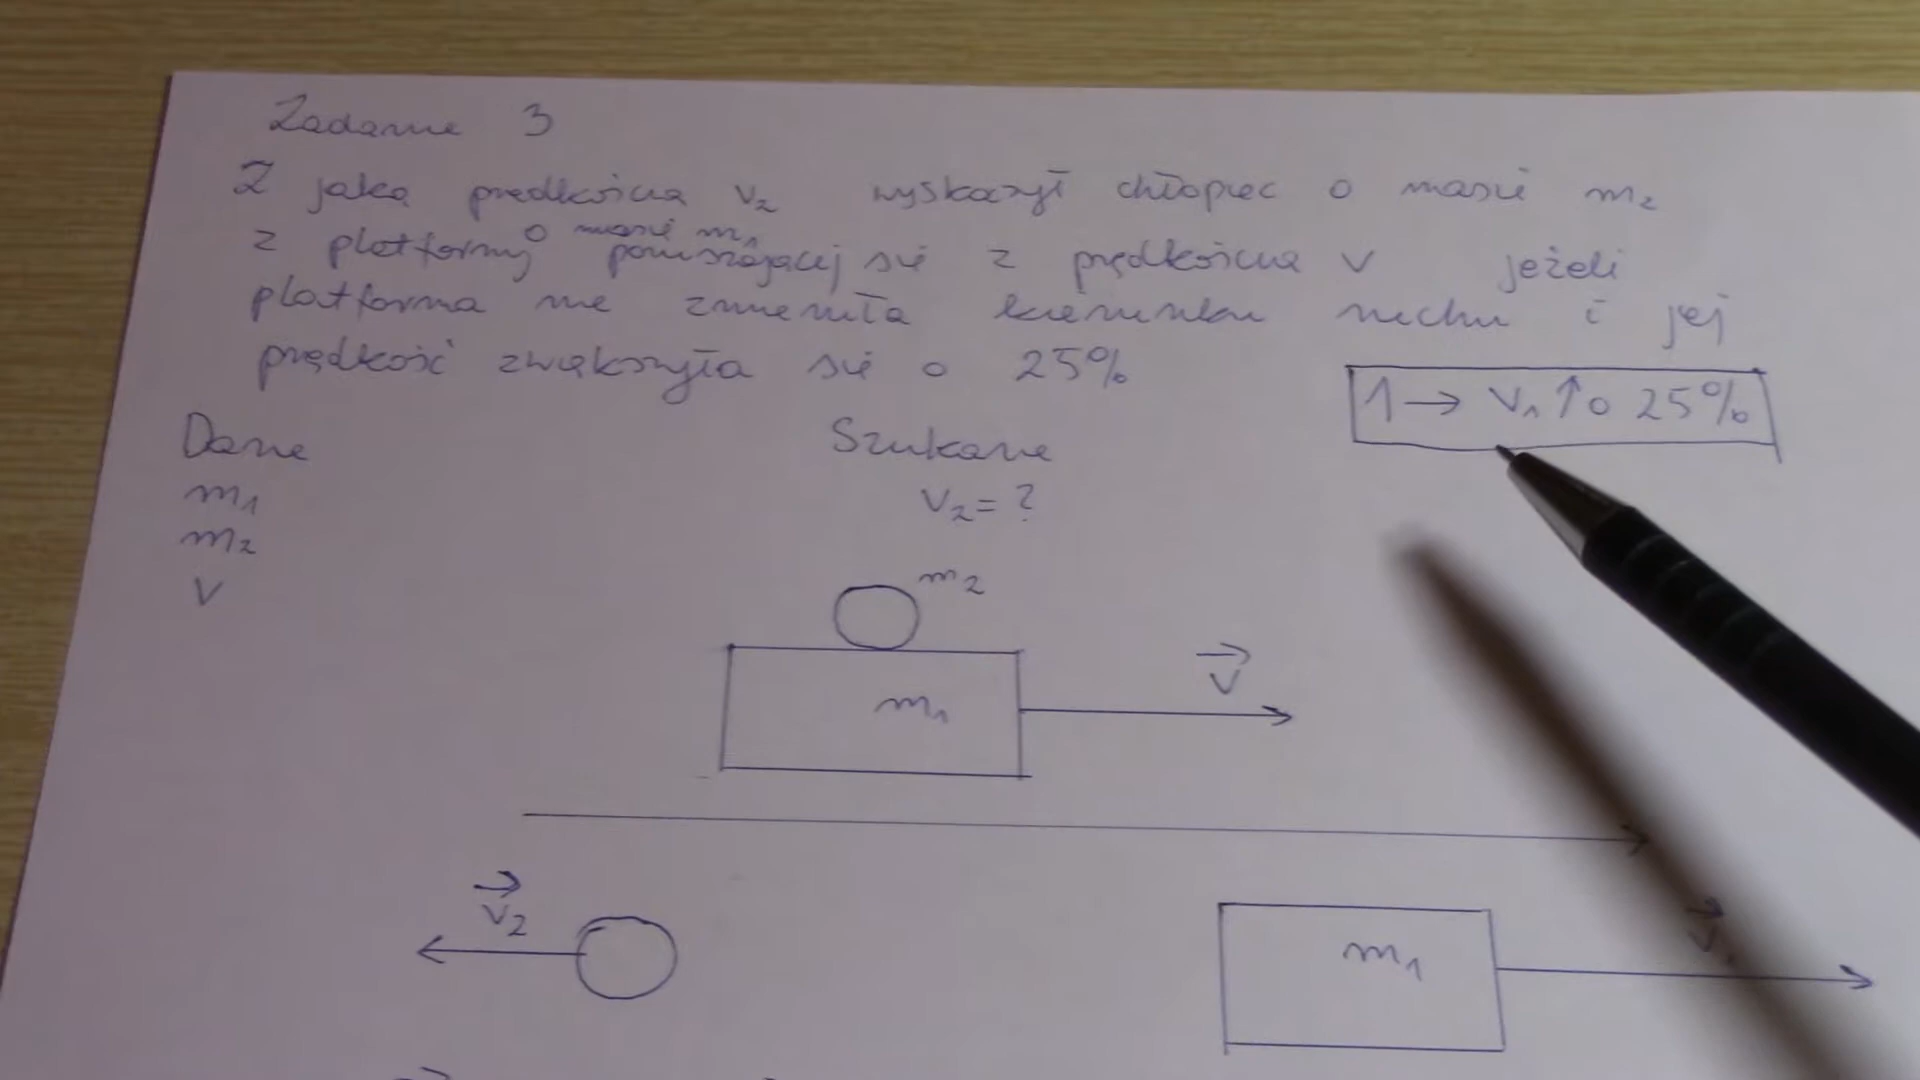 Zadanie 3
Z jaką prędkością v₂ wyskoczył chłopiec o masie m₂
z platformy o masie m₁ poruszającej się z prędkością v jeżeli
platforma nie zmieniła kierunku ruchu i jej
prędkość zwiększyła się o 25%
1 → v₁ ↑ o 25%
Dane
Szukane
m₁
v₂ = ?
m₂
v
m₂
m₁
v⃗
v⃗₂
m₁